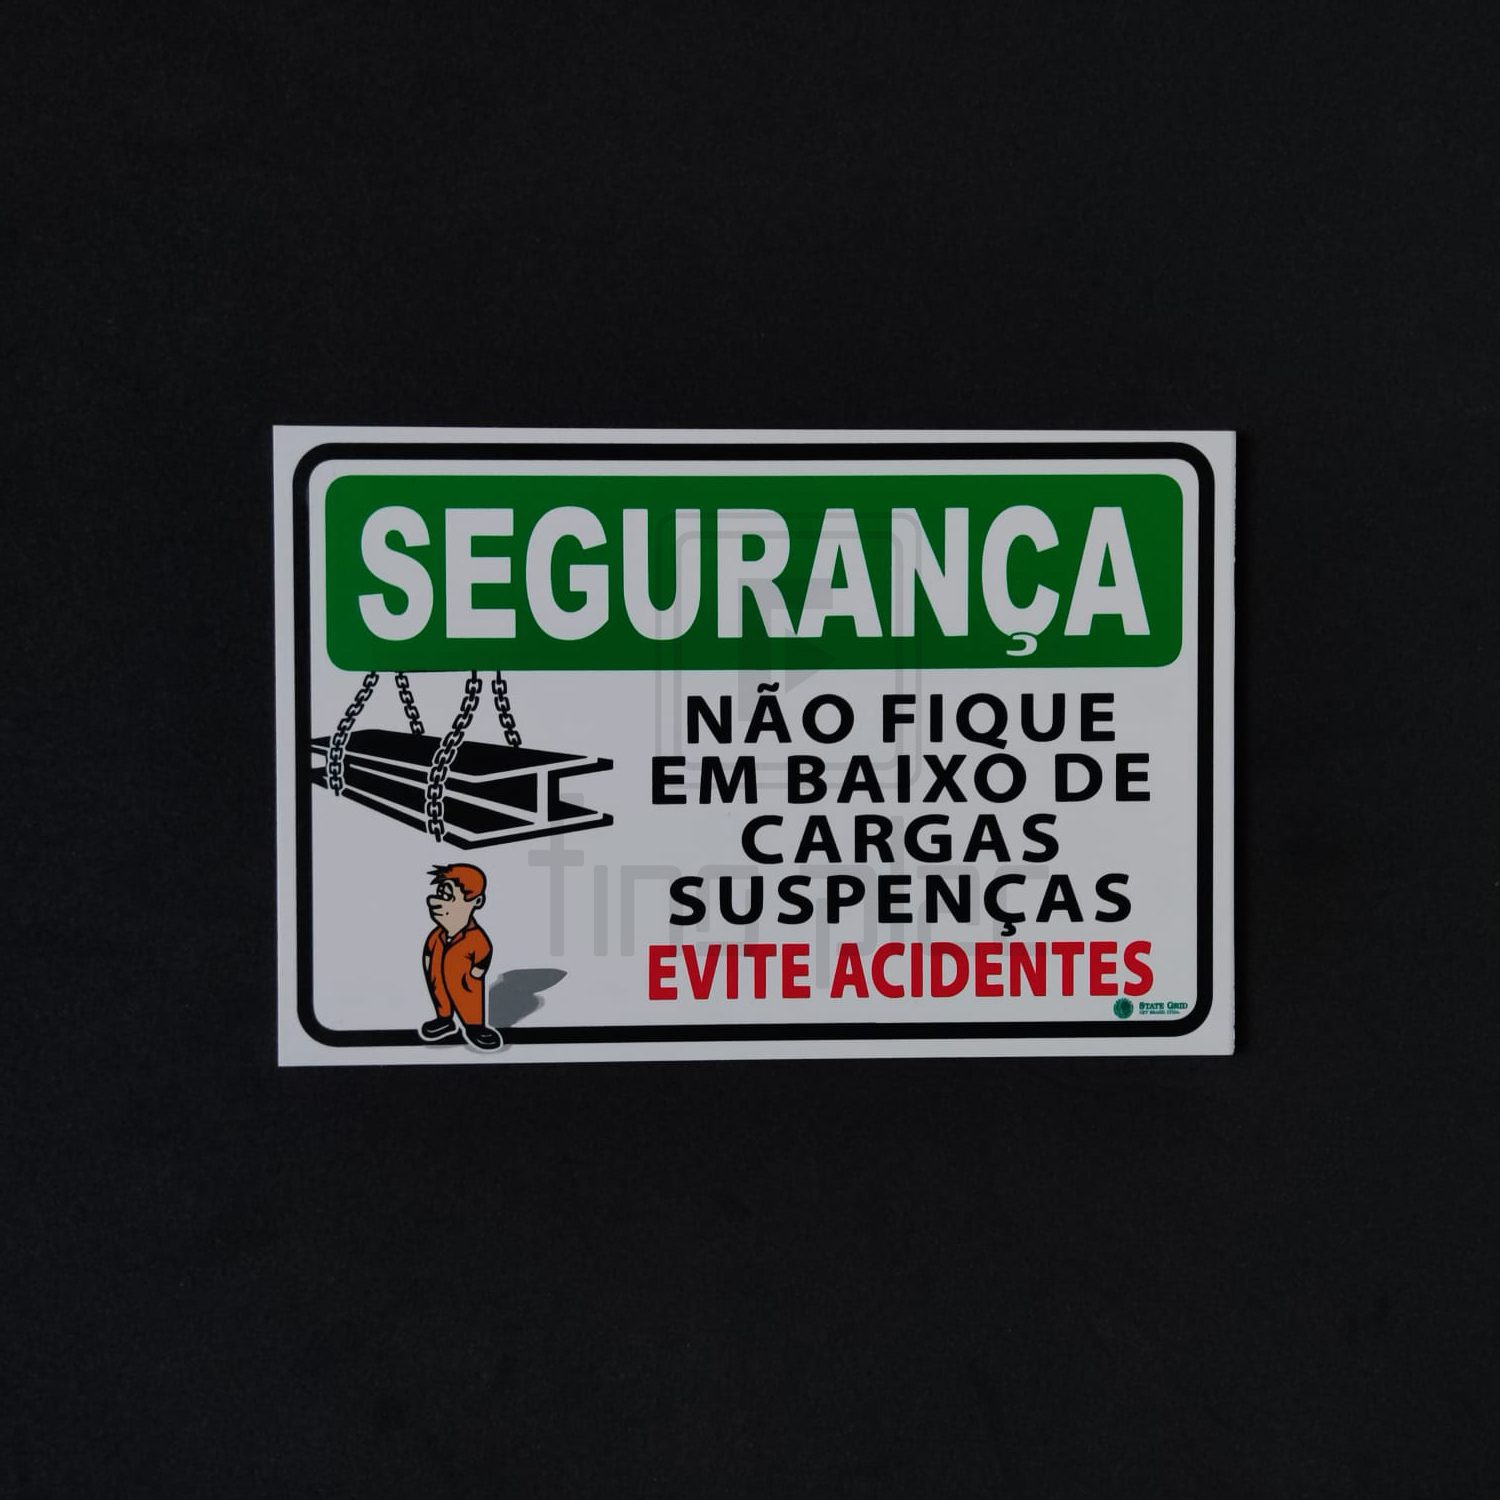 SEGURANÇA
NÃO FIQUE
EM BAIXO DE
CARGAS
SUSPENÇAS
EVITE ACIDENTES
STATE GRID